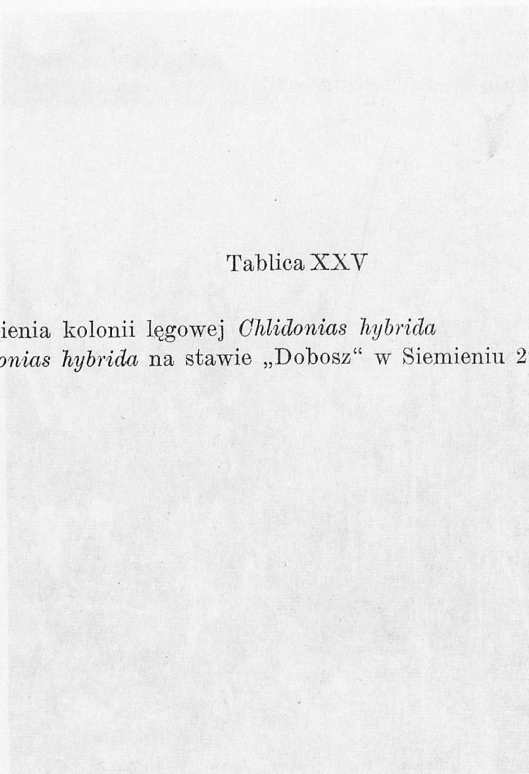 Tablica XXV
ienia kolonii lęgowej Chlidonias hybrida
onias hybrida na stawie „Dobosz“ w Siemieniu 2